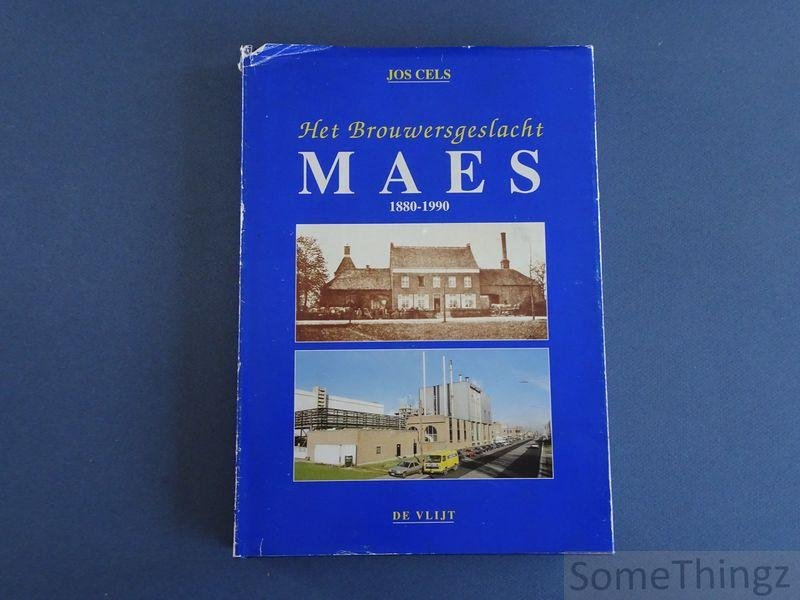 JOS CELS
Het Brouwersgeslacht
MAES
1880-1990
DE VLIJT
SomeThingz